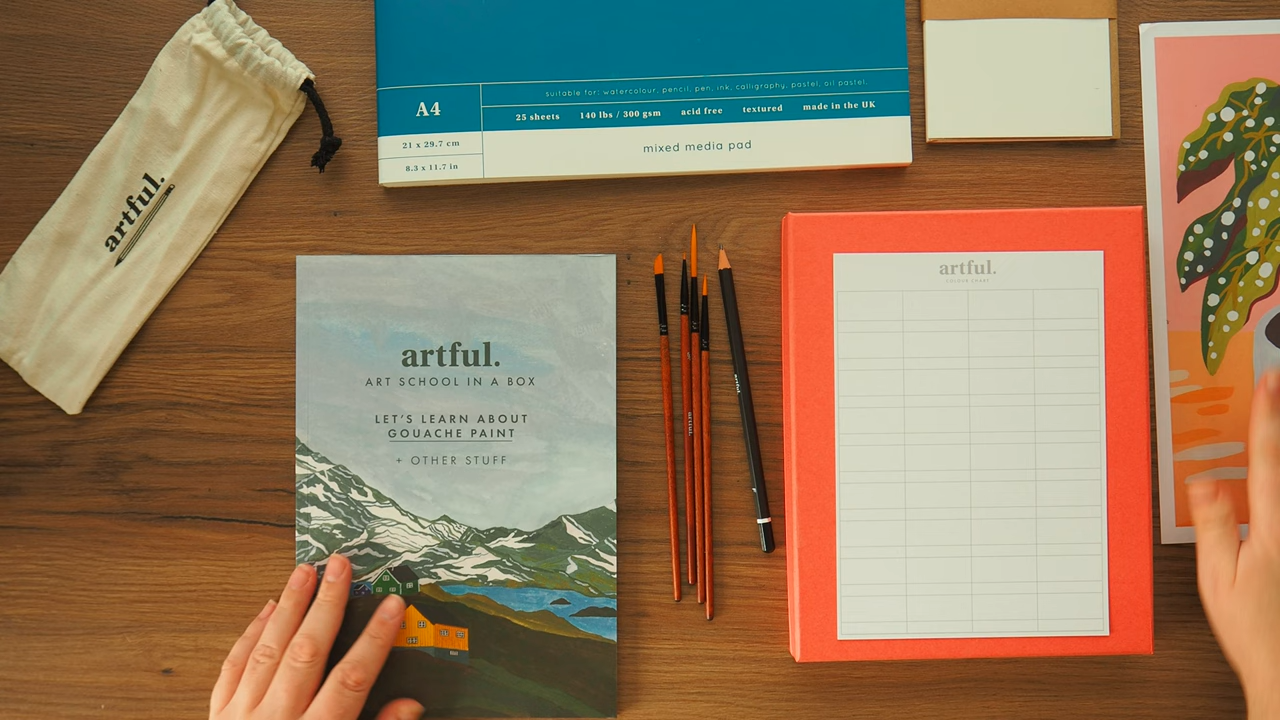 suitable for: watercolour, pencil, pen, ink, calligraphy, pastel, oil pastel.
A4
25 sheets 140 lbs / 300 gsm acid free textured made in the UK
21 x 29.7 cm
mixed media pad
8.3 x 11.7 in
artful.
artful.
COLOUR CHART
artful.
ART SCHOOL IN A BOX
LET'S LEARN ABOUT
GOUACHE PAINT
+ OTHER STUFF
artful
artful